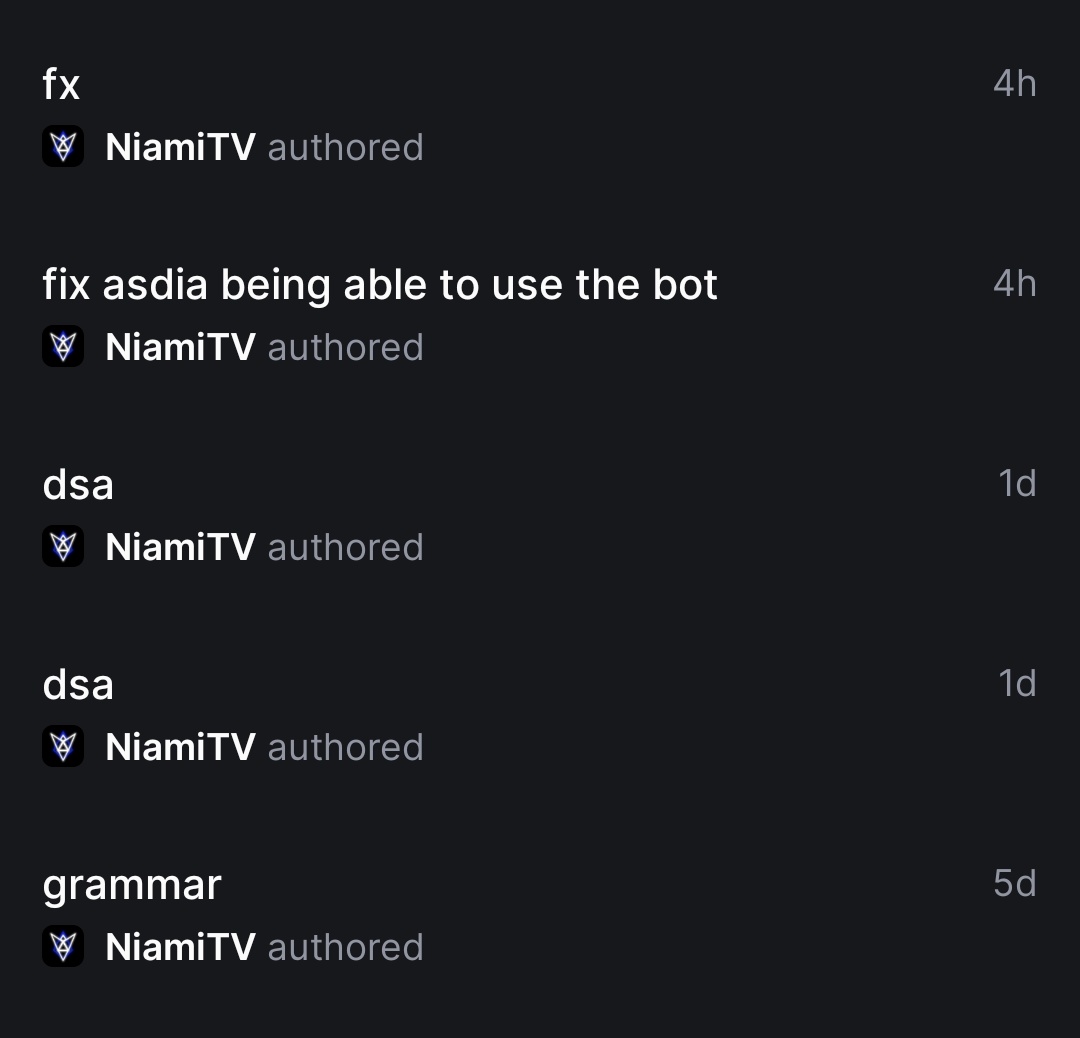 fx 4h
NiamiTV authored
fix asdia being able to use the bot 4h
NiamiTV authored
dsa 1d
NiamiTV authored
dsa 1d
NiamiTV authored
grammar 5d
NiamiTV authored